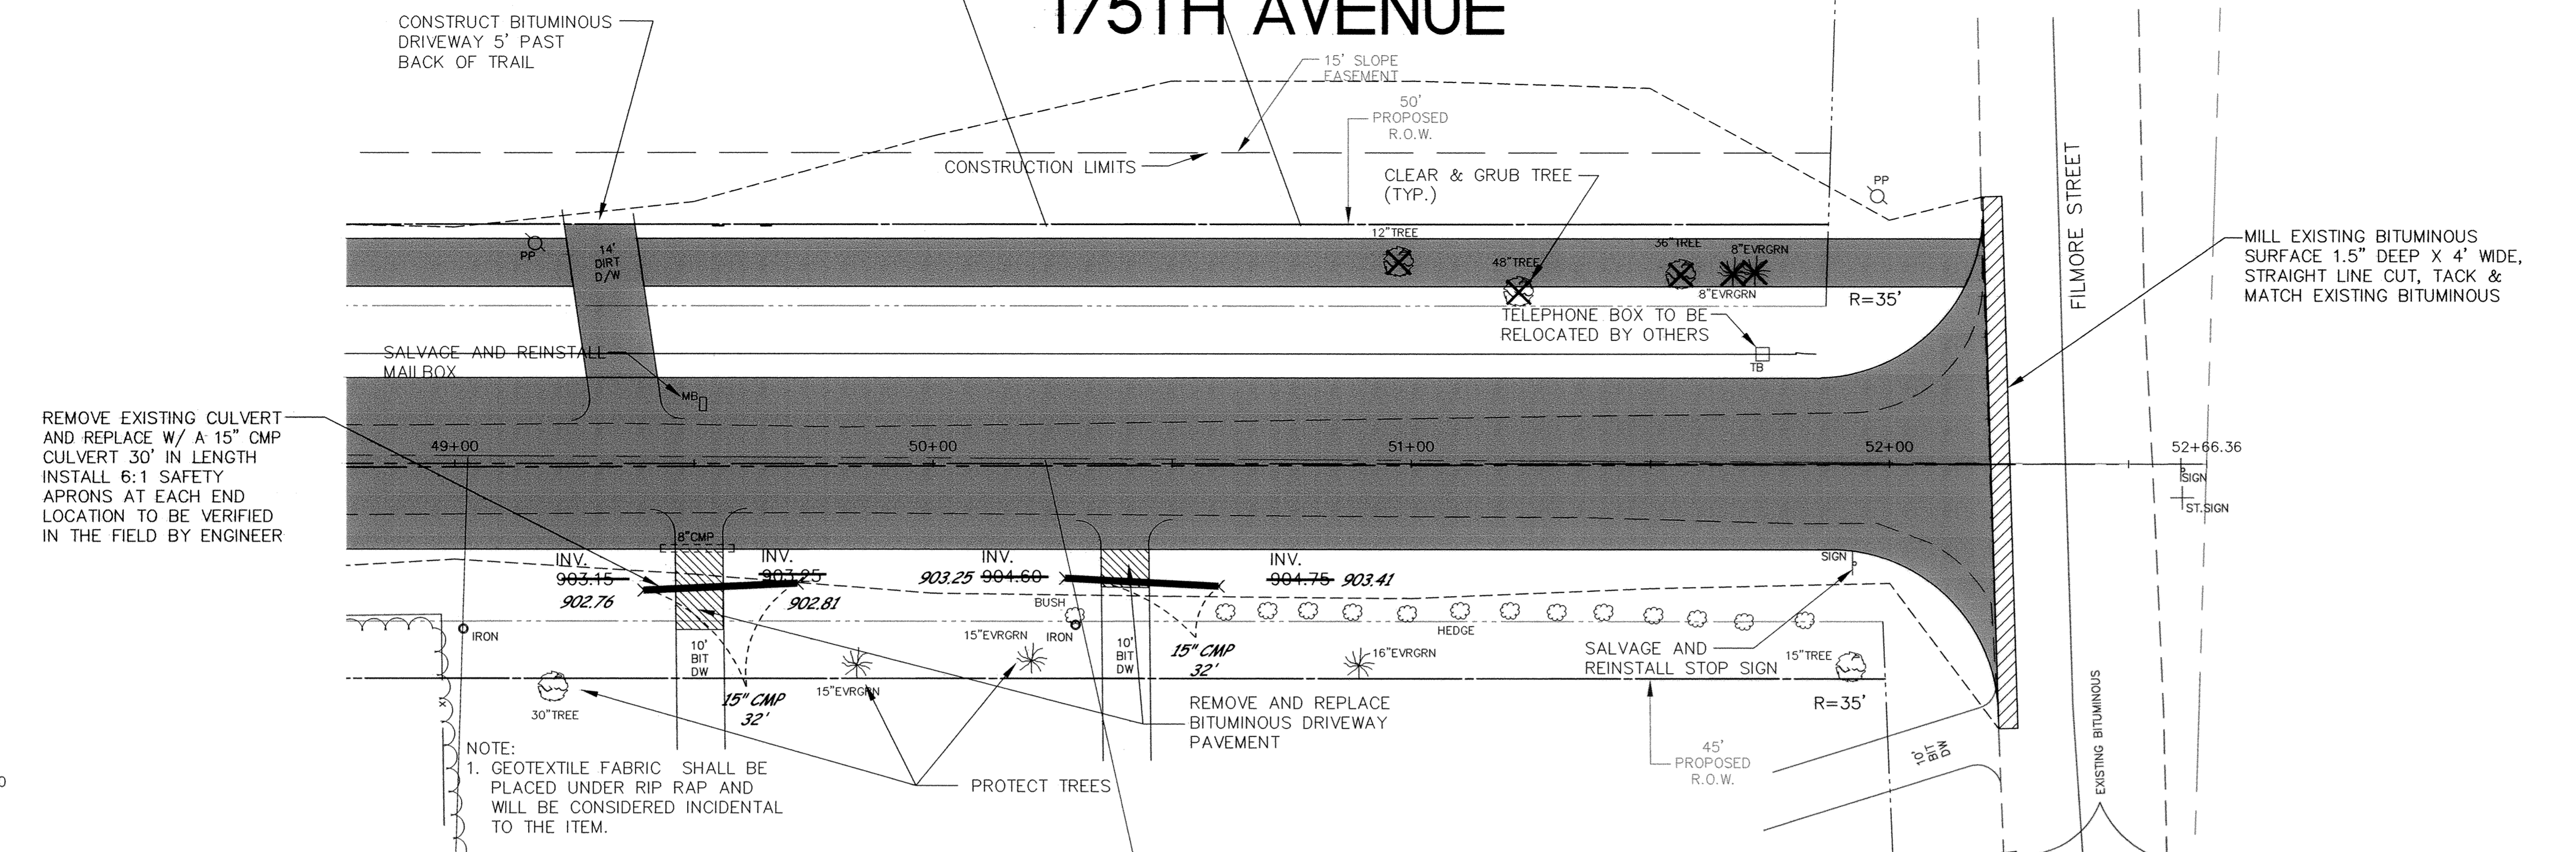 175TH AVENUE
CONSTRUCT BITUMINOUS
DRIVEWAY 5' PAST
BACK OF TRAIL
15' SLOPE
EASEMENT
50'
PROPOSED
R.O.W.
CONSTRUCTION LIMITS
CLEAR & GRUB TREE
(TYP.)
PP
FILMORE STREET
MILL EXISTING BITUMINOUS
SURFACE 1.5" DEEP X 4' WIDE,
STRAIGHT LINE CUT, TACK &
MATCH EXISTING BITUMINOUS
PP
14'
DIRT
D/W
12"TREE
48"TREE
36"TREE
8"EVRGRN
8"EVRGRN
R=35'
TELEPHONE BOX TO BE
RELOCATED BY OTHERS
TB
SALVAGE AND REINSTALL
MAILBOX
MB
REMOVE EXISTING CULVERT
AND REPLACE W/ A 15" CMP
CULVERT 30' IN LENGTH
INSTALL 6:1 SAFETY
APRONS AT EACH END
LOCATION TO BE VERIFIED
IN THE FIELD BY ENGINEER
49+00
50+00
51+00
52+00
52+66.36
SIGN
ST.SIGN
8"CMP
INV.
903.15
902.76
INV.
903.25
902.81
INV.
903.25 904.60
INV.
904.75 903.41
SIGN
BUSH
HEDGE
IRON
15"EVRGRN
IRON
10'
BIT
DW
10'
BIT
DW
15" CMP
32'
16"EVRGRN
SALVAGE AND
REINSTALL STOP SIGN
15"TREE
30"TREE
15"EVRGRN
15" CMP
32'
REMOVE AND REPLACE
BITUMINOUS DRIVEWAY
PAVEMENT
R=35'
45'
PROPOSED
R.O.W.
10'
BIT
DW
EXISTING BITUMINOUS
NOTE:
1. GEOTEXTILE FABRIC SHALL BE
PLACED UNDER RIP RAP AND
WILL BE CONSIDERED INCIDENTAL
TO THE ITEM.
PROTECT TREES
X
0